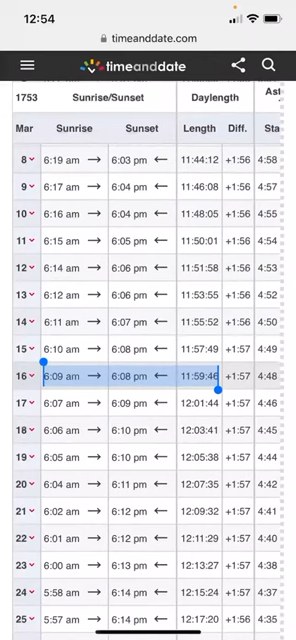 12:54
timeanddate.com
timeanddate
1753 Sunrise/Sunset Daylength Ast
Mar Sunrise Sunset Length Diff. Sta
8 6:19 am → 6:03 pm ← 11:44:12 +1:56 4:58
9 6:17 am → 6:04 pm ← 11:46:08 +1:56 4:57
10 6:16 am → 6:04 pm ← 11:48:05 +1:56 4:55
11 6:15 am → 6:05 pm ← 11:50:01 +1:56 4:54
12 6:14 am → 6:06 pm ← 11:51:58 +1:56 4:53
13 6:12 am → 6:06 pm ← 11:53:55 +1:56 4:52
14 6:11 am → 6:07 pm ← 11:55:52 +1:56 4:50
15 6:10 am → 6:08 pm ← 11:57:49 +1:57 4:49
16 6:09 am → 6:08 pm ← 11:59:46 +1:57 4:48
17 6:07 am → 6:09 pm ← 12:01:44 +1:57 4:46
18 6:06 am → 6:10 pm ← 12:03:41 +1:57 4:45
19 6:05 am → 6:10 pm ← 12:05:38 +1:57 4:44
20 6:04 am → 6:11 pm ← 12:07:35 +1:57 4:42
21 6:02 am → 6:12 pm ← 12:09:32 +1:57 4:41
22 6:01 am → 6:12 pm ← 12:11:29 +1:57 4:40
23 6:00 am → 6:13 pm ← 12:13:27 +1:57 4:38
24 5:58 am → 6:14 pm ← 12:15:24 +1:57 4:37
25 5:57 am → 6:14 pm ← 12:17:20 +1:56 4:35